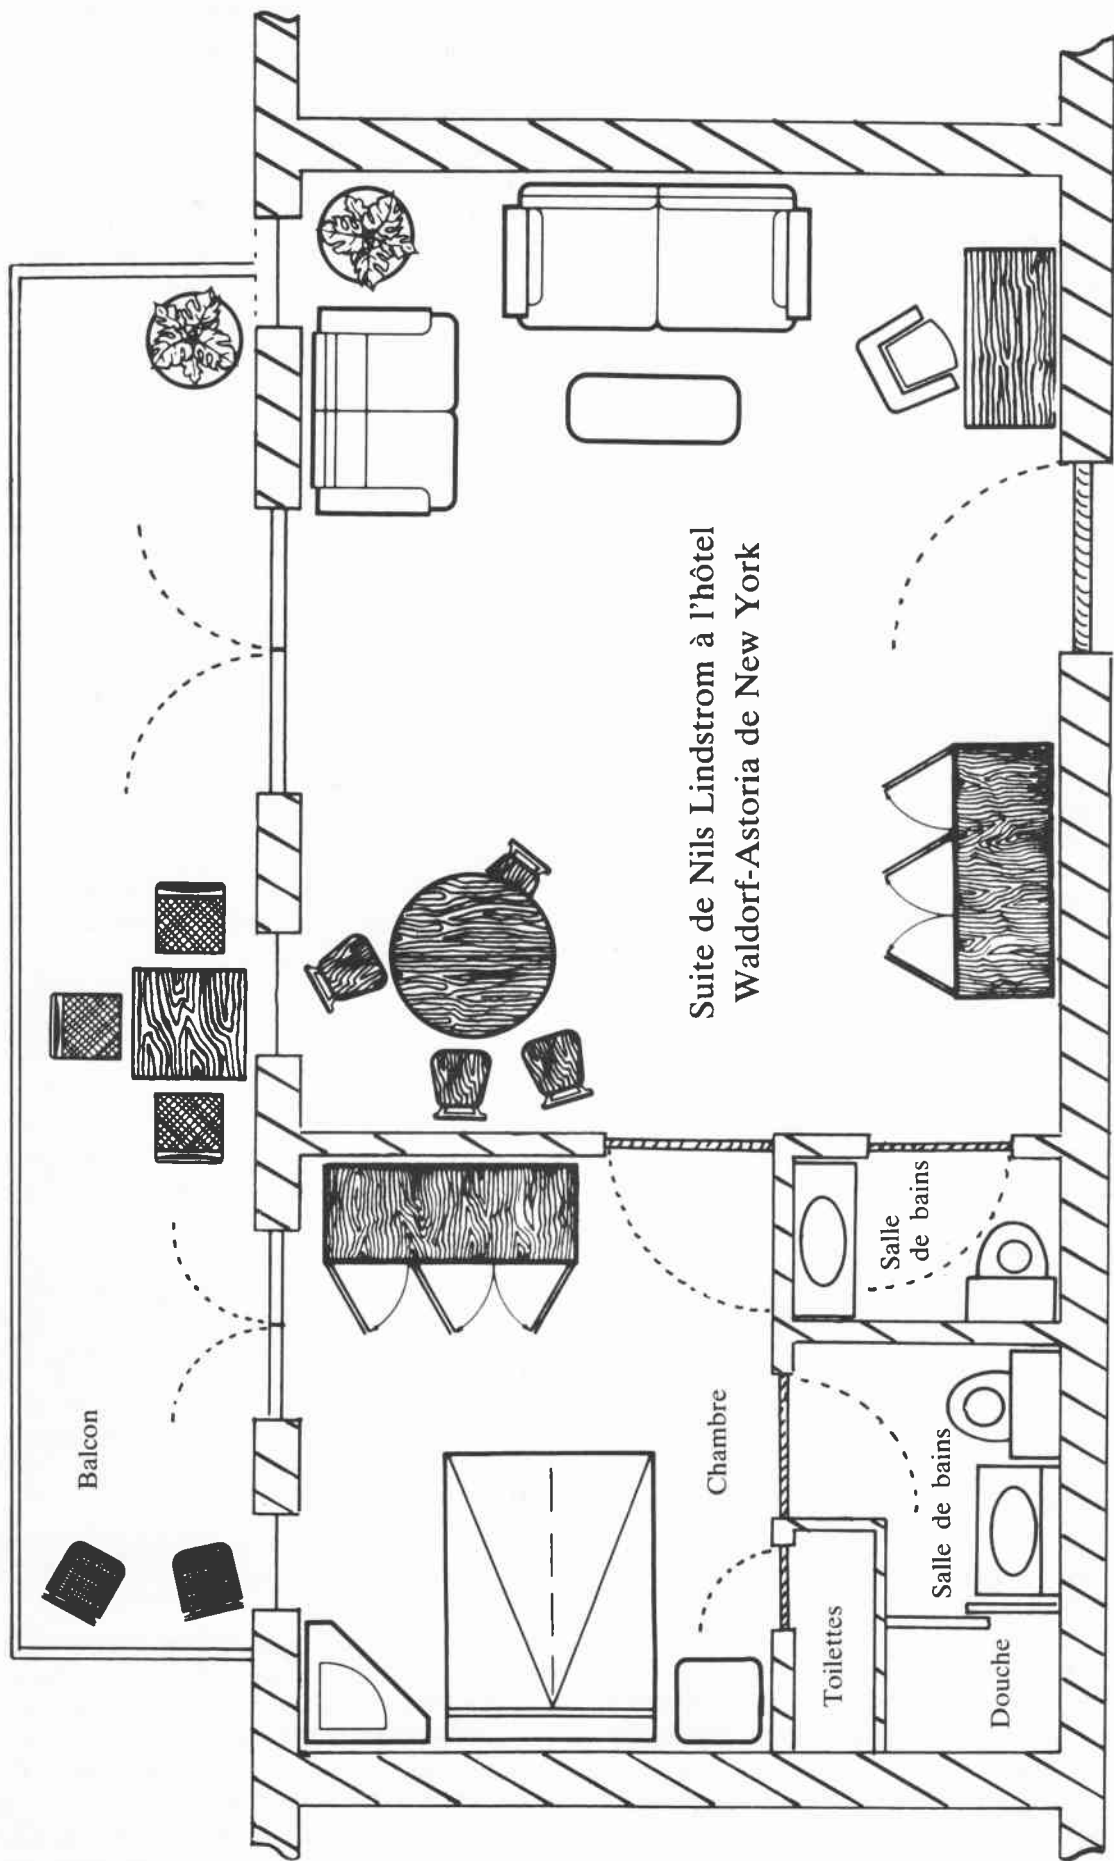 Balcon
Suite de Nils Lindstrom à l'hôtel
Waldorf-Astoria de New York
Chambre
Salle
de bains
Salle de bains
Toilettes
Douche